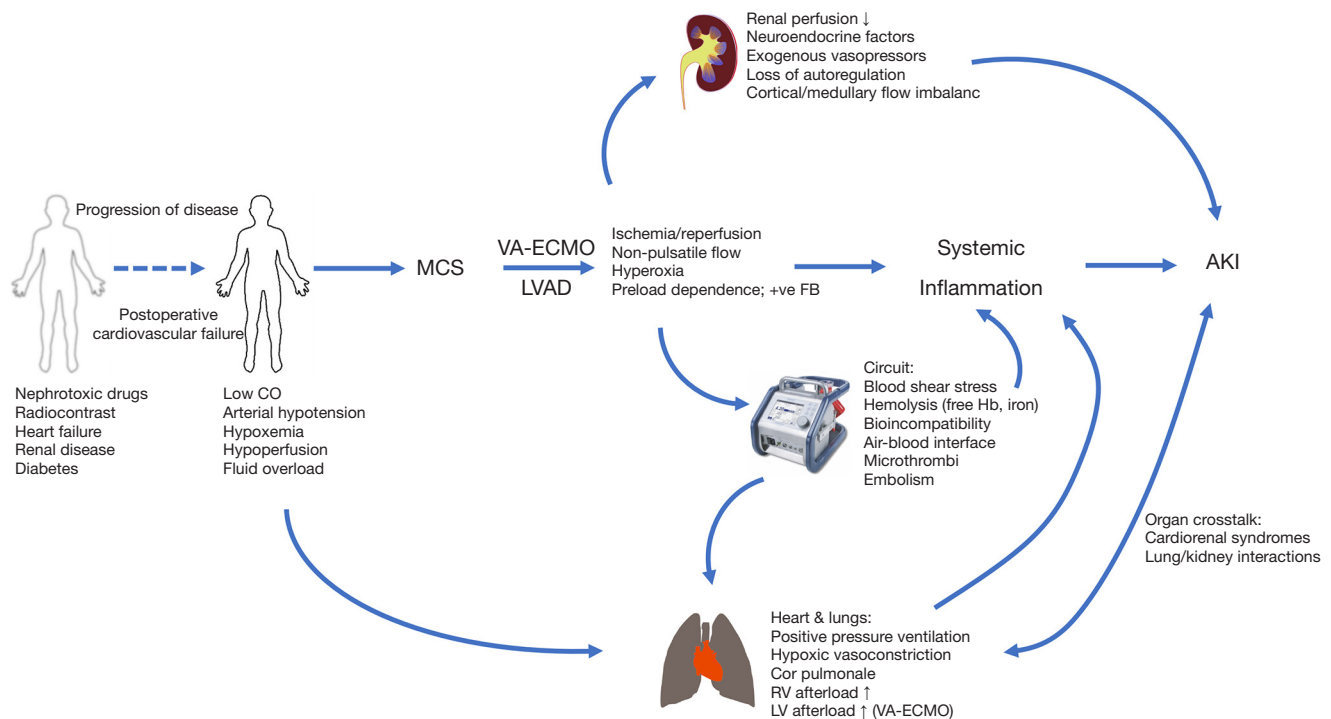 Renal perfusion ↓
Neuroendocrine factors
Exogenous vasopressors
Loss of autoregulation
Cortical/medullary flow imbalanc
Progression of disease
Postoperative
cardiovascular failure
Nephrotoxic drugs
Radiocontrast
Heart failure
Renal disease
Diabetes
Low CO
Arterial hypotension
Hypoxemia
Hypoperfusion
Fluid overload
MCS
VA-ECMO
LVAD
Ischemia/reperfusion
Non-pulsatile flow
Hyperoxia
Preload dependence; +ve FB
Systemic
Inflammation
AKI
Circuit:
Blood shear stress
Hemolysis (free Hb, iron)
Bioincompatibility
Air-blood interface
Microthrombi
Embolism
Organ crosstalk:
Cardiorenal syndromes
Lung/kidney interactions
Heart & lungs:
Positive pressure ventilation
Hypoxic vasoconstriction
Cor pulmonale
RV afterload ↑
LV afterload ↑ (VA-ECMO)